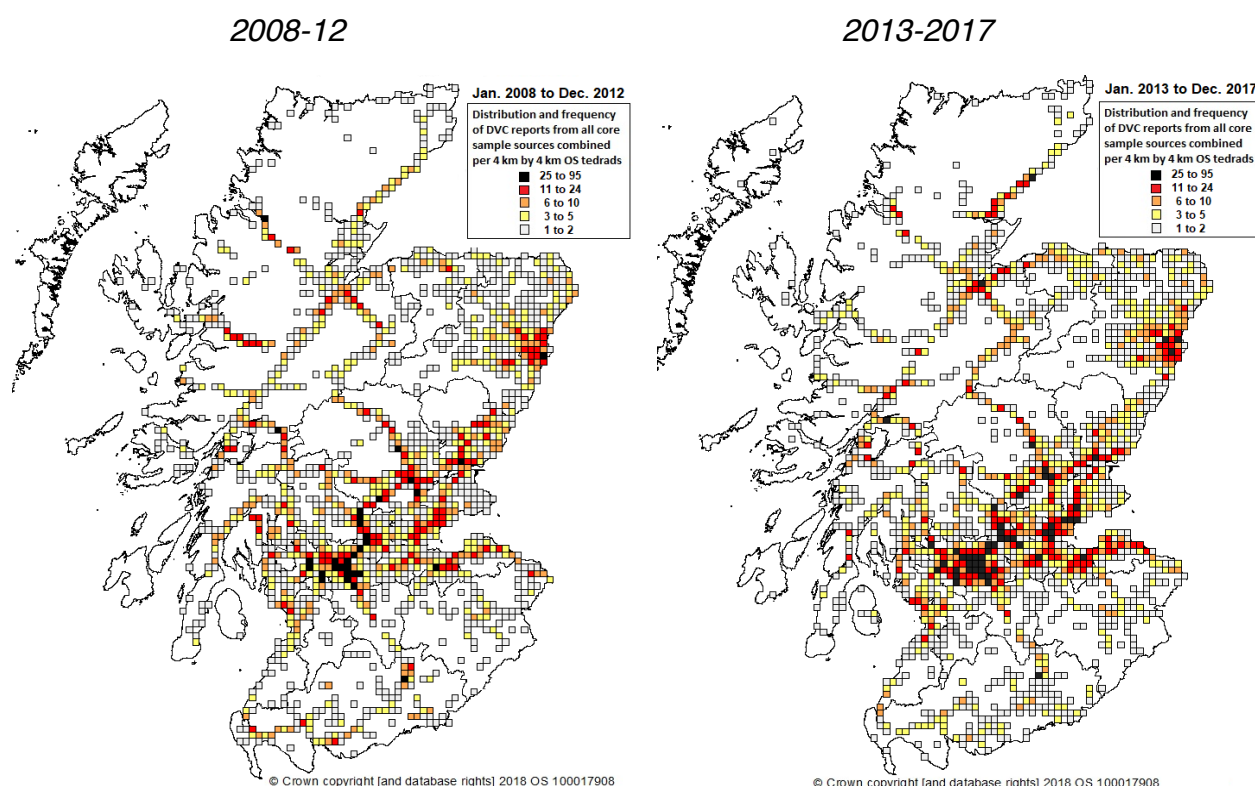 2008-12
2013-2017
Jan. 2008 to Dec. 2012
Distribution and frequency
of DVC reports from all core
sample sources combined
per 4 km by 4 km OS tedrads
25 to 95
11 to 24
6 to 10
3 to 5
1 to 2
© Crown copyright [and database rights] 2018 OS 100017908
Jan. 2013 to Dec. 2017
Distribution and frequency
of DVC reports from all core
sample sources combined
per 4 km by 4 km OS tedrads
25 to 95
11 to 24
6 to 10
3 to 5
1 to 2
© Crown copyright [and database rights] 2018 OS 100017908